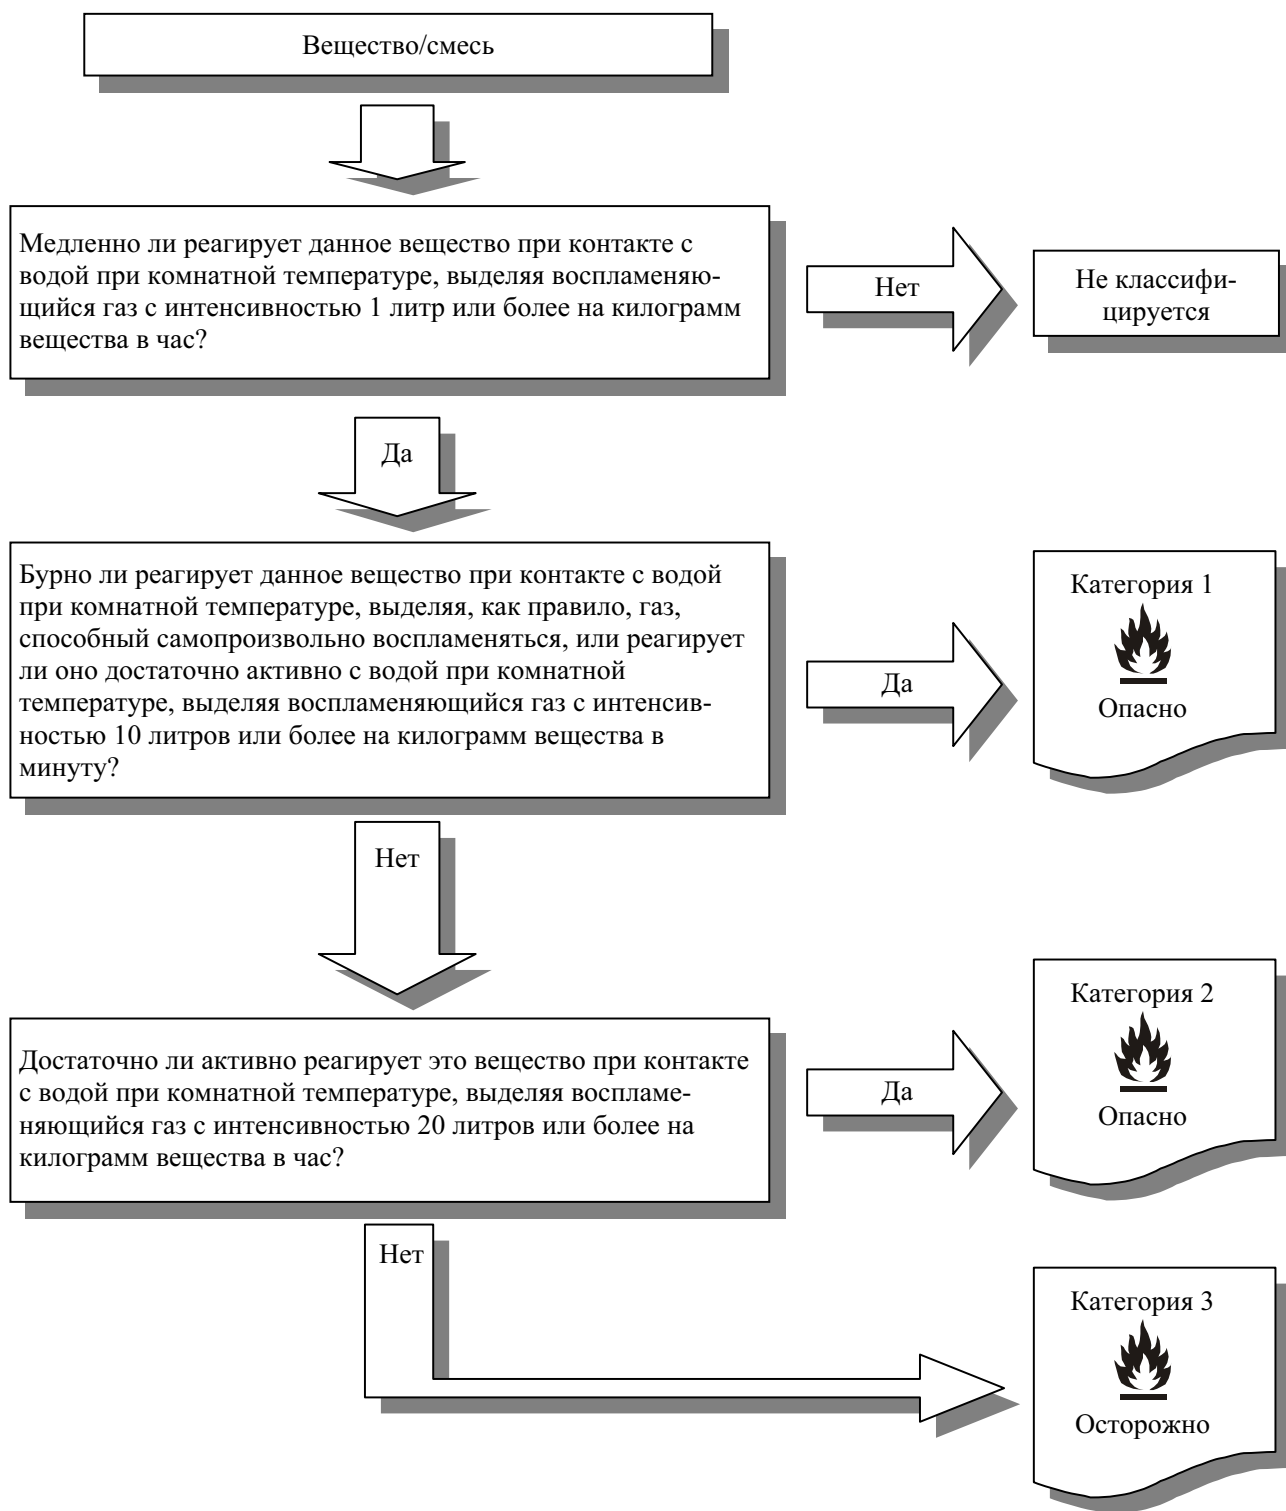 Вещество/смесь
Медленно ли реагирует данное вещество при контакте с
водой при комнатной температуре, выделяя воспламеняю-
щийся газ с интенсивностью 1 литр или более на килограмм
вещества в час?
Нет
Не классифи-
цируется
Да
Бурно ли реагирует данное вещество при контакте с водой
при комнатной температуре, выделяя, как правило, газ,
способный самопроизвольно воспламеняться, или реагирует
ли оно достаточно активно с водой при комнатной
температуре, выделяя воспламеняющийся газ с интенсив-
ностью 10 литров или более на килограмм вещества в
минуту?
Да
Категория 1
Опасно
Нет
Достаточно ли активно реагирует это вещество при контакте
с водой при комнатной температуре, выделяя воспламе-
няющийся газ с интенсивностью 20 литров или более на
килограмм вещества в час?
Да
Категория 2
Опасно
Нет
Категория 3
Осторожно